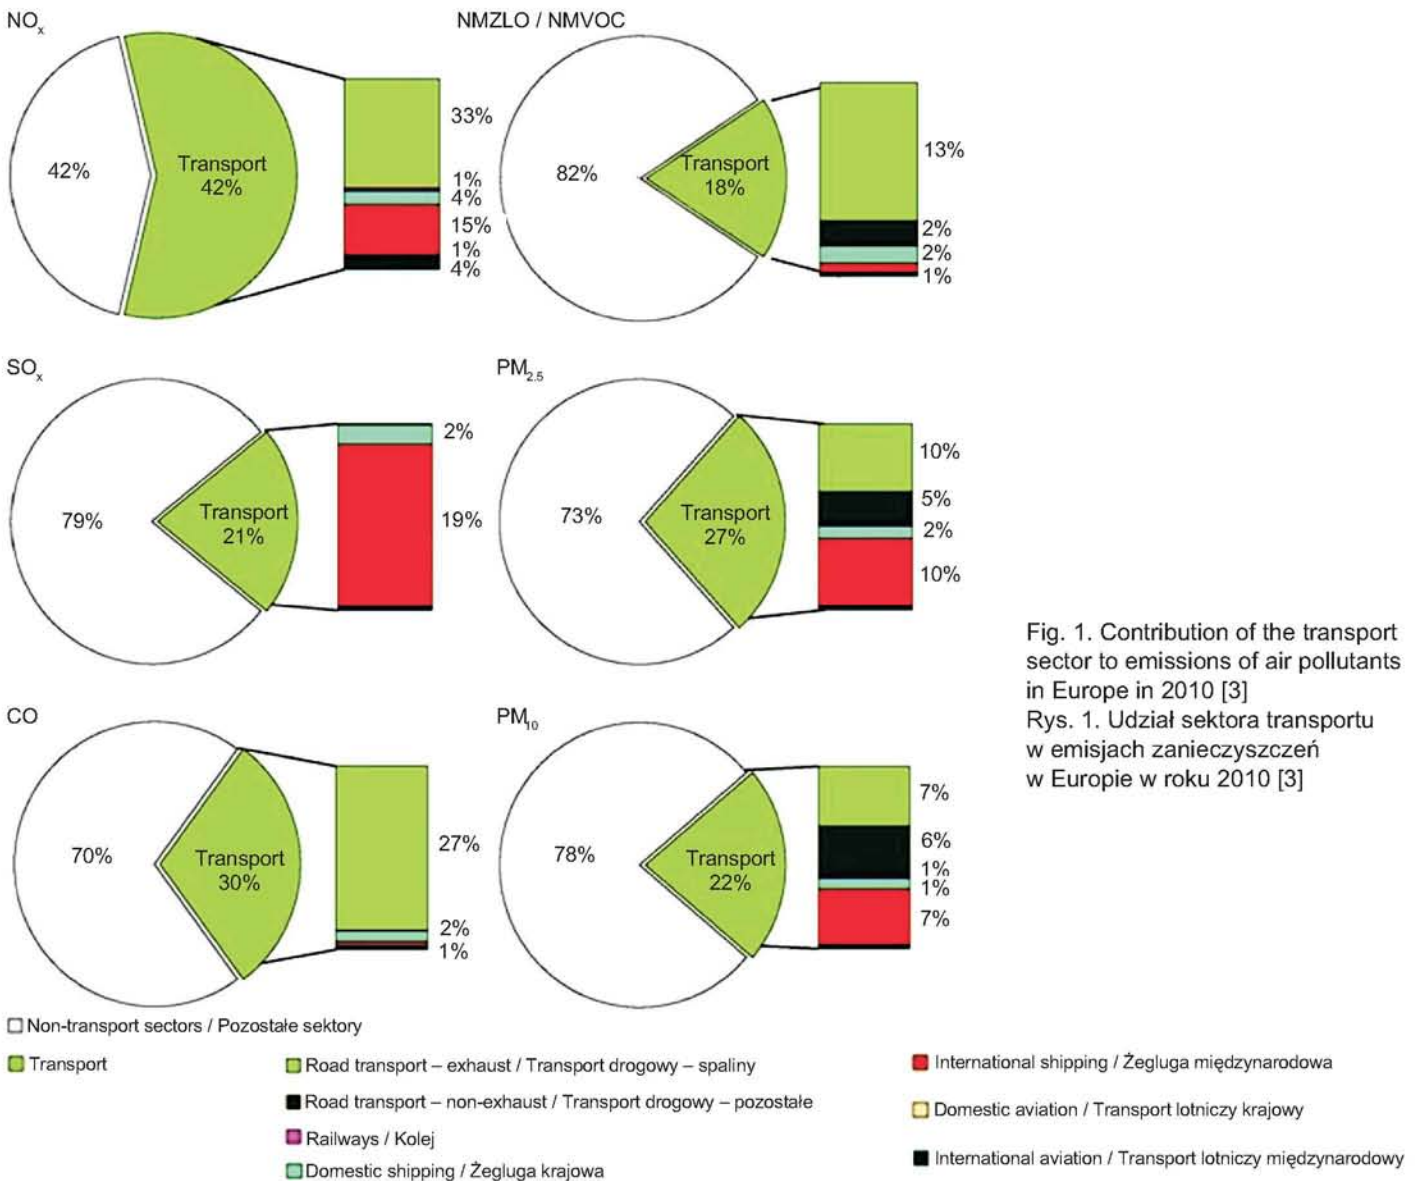 NOx
42%
Transport
42%
33%
1%
4%
15%
1%
4%
NMZLO / NMVOC
82%
Transport
18%
13%
2%
2%
1%
SOx
79%
Transport
21%
2%
19%
PM2.5
73%
Transport
27%
10%
5%
2%
10%
CO
70%
Transport
30%
27%
2%
1%
PM10
78%
Transport
22%
7%
6%
1%
1%
7%
Fig. 1. Contribution of the transport
sector to emissions of air pollutants
in Europe in 2010 [3]
Rys. 1. Udział sektora transportu
w emisjach zanieczyszczeń
w Europie w roku 2010 [3]
Non-transport sectors / Pozostałe sektory
Transport
Road transport – exhaust / Transport drogowy – spaliny
Road transport – non-exhaust / Transport drogowy – pozostałe
Railways / Kolej
Domestic shipping / Żegluga krajowa
International shipping / Żegluga międzynarodowa
Domestic aviation / Transport lotniczy krajowy
International aviation / Transport lotniczy międzynarodowy